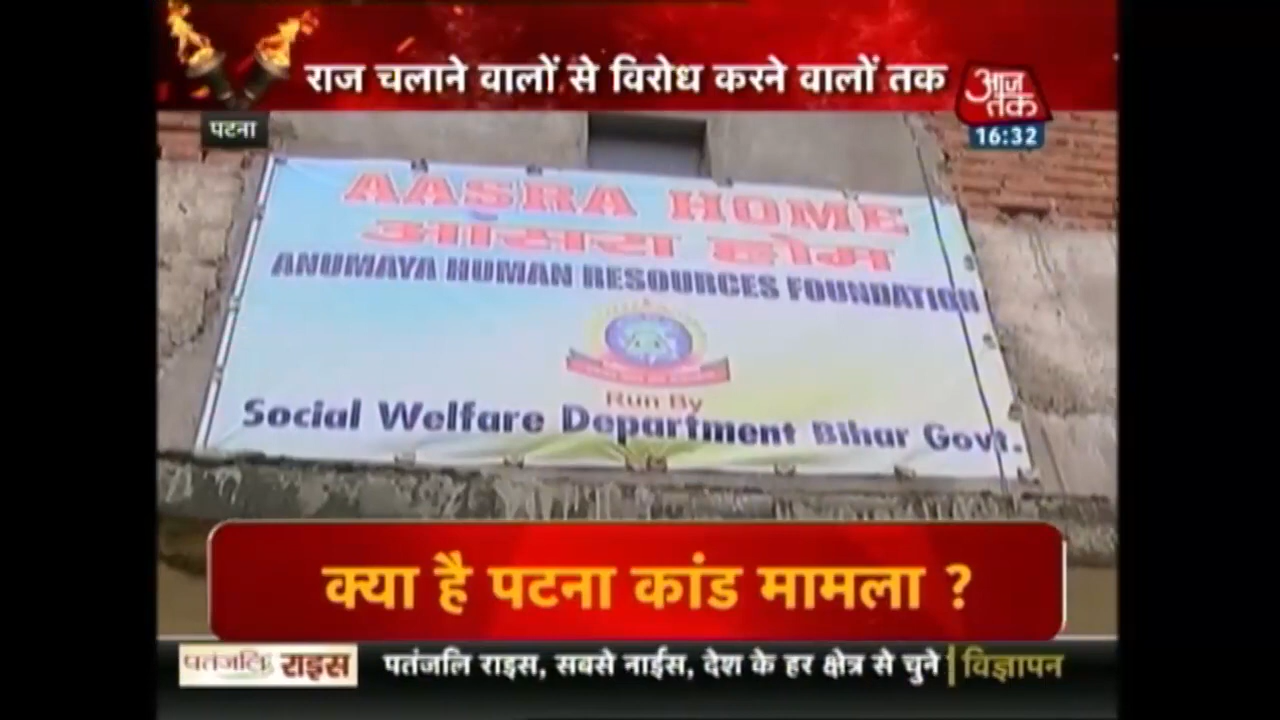 राज चलाने वालों से विरोध करने वालों तक
आज तक
16:32
पटना
AASRA HOME
आसरा होम
ANUMAYA HUMAN RESOURCES FOUNDATION
Run By
Social Welfare Department Bihar Govt.
क्या है पटना कांड मामला ?
पतंजलि राइस
पतंजलि राइस, सबसे नाईस, देश के हर क्षेत्र से चुने
विज्ञापन